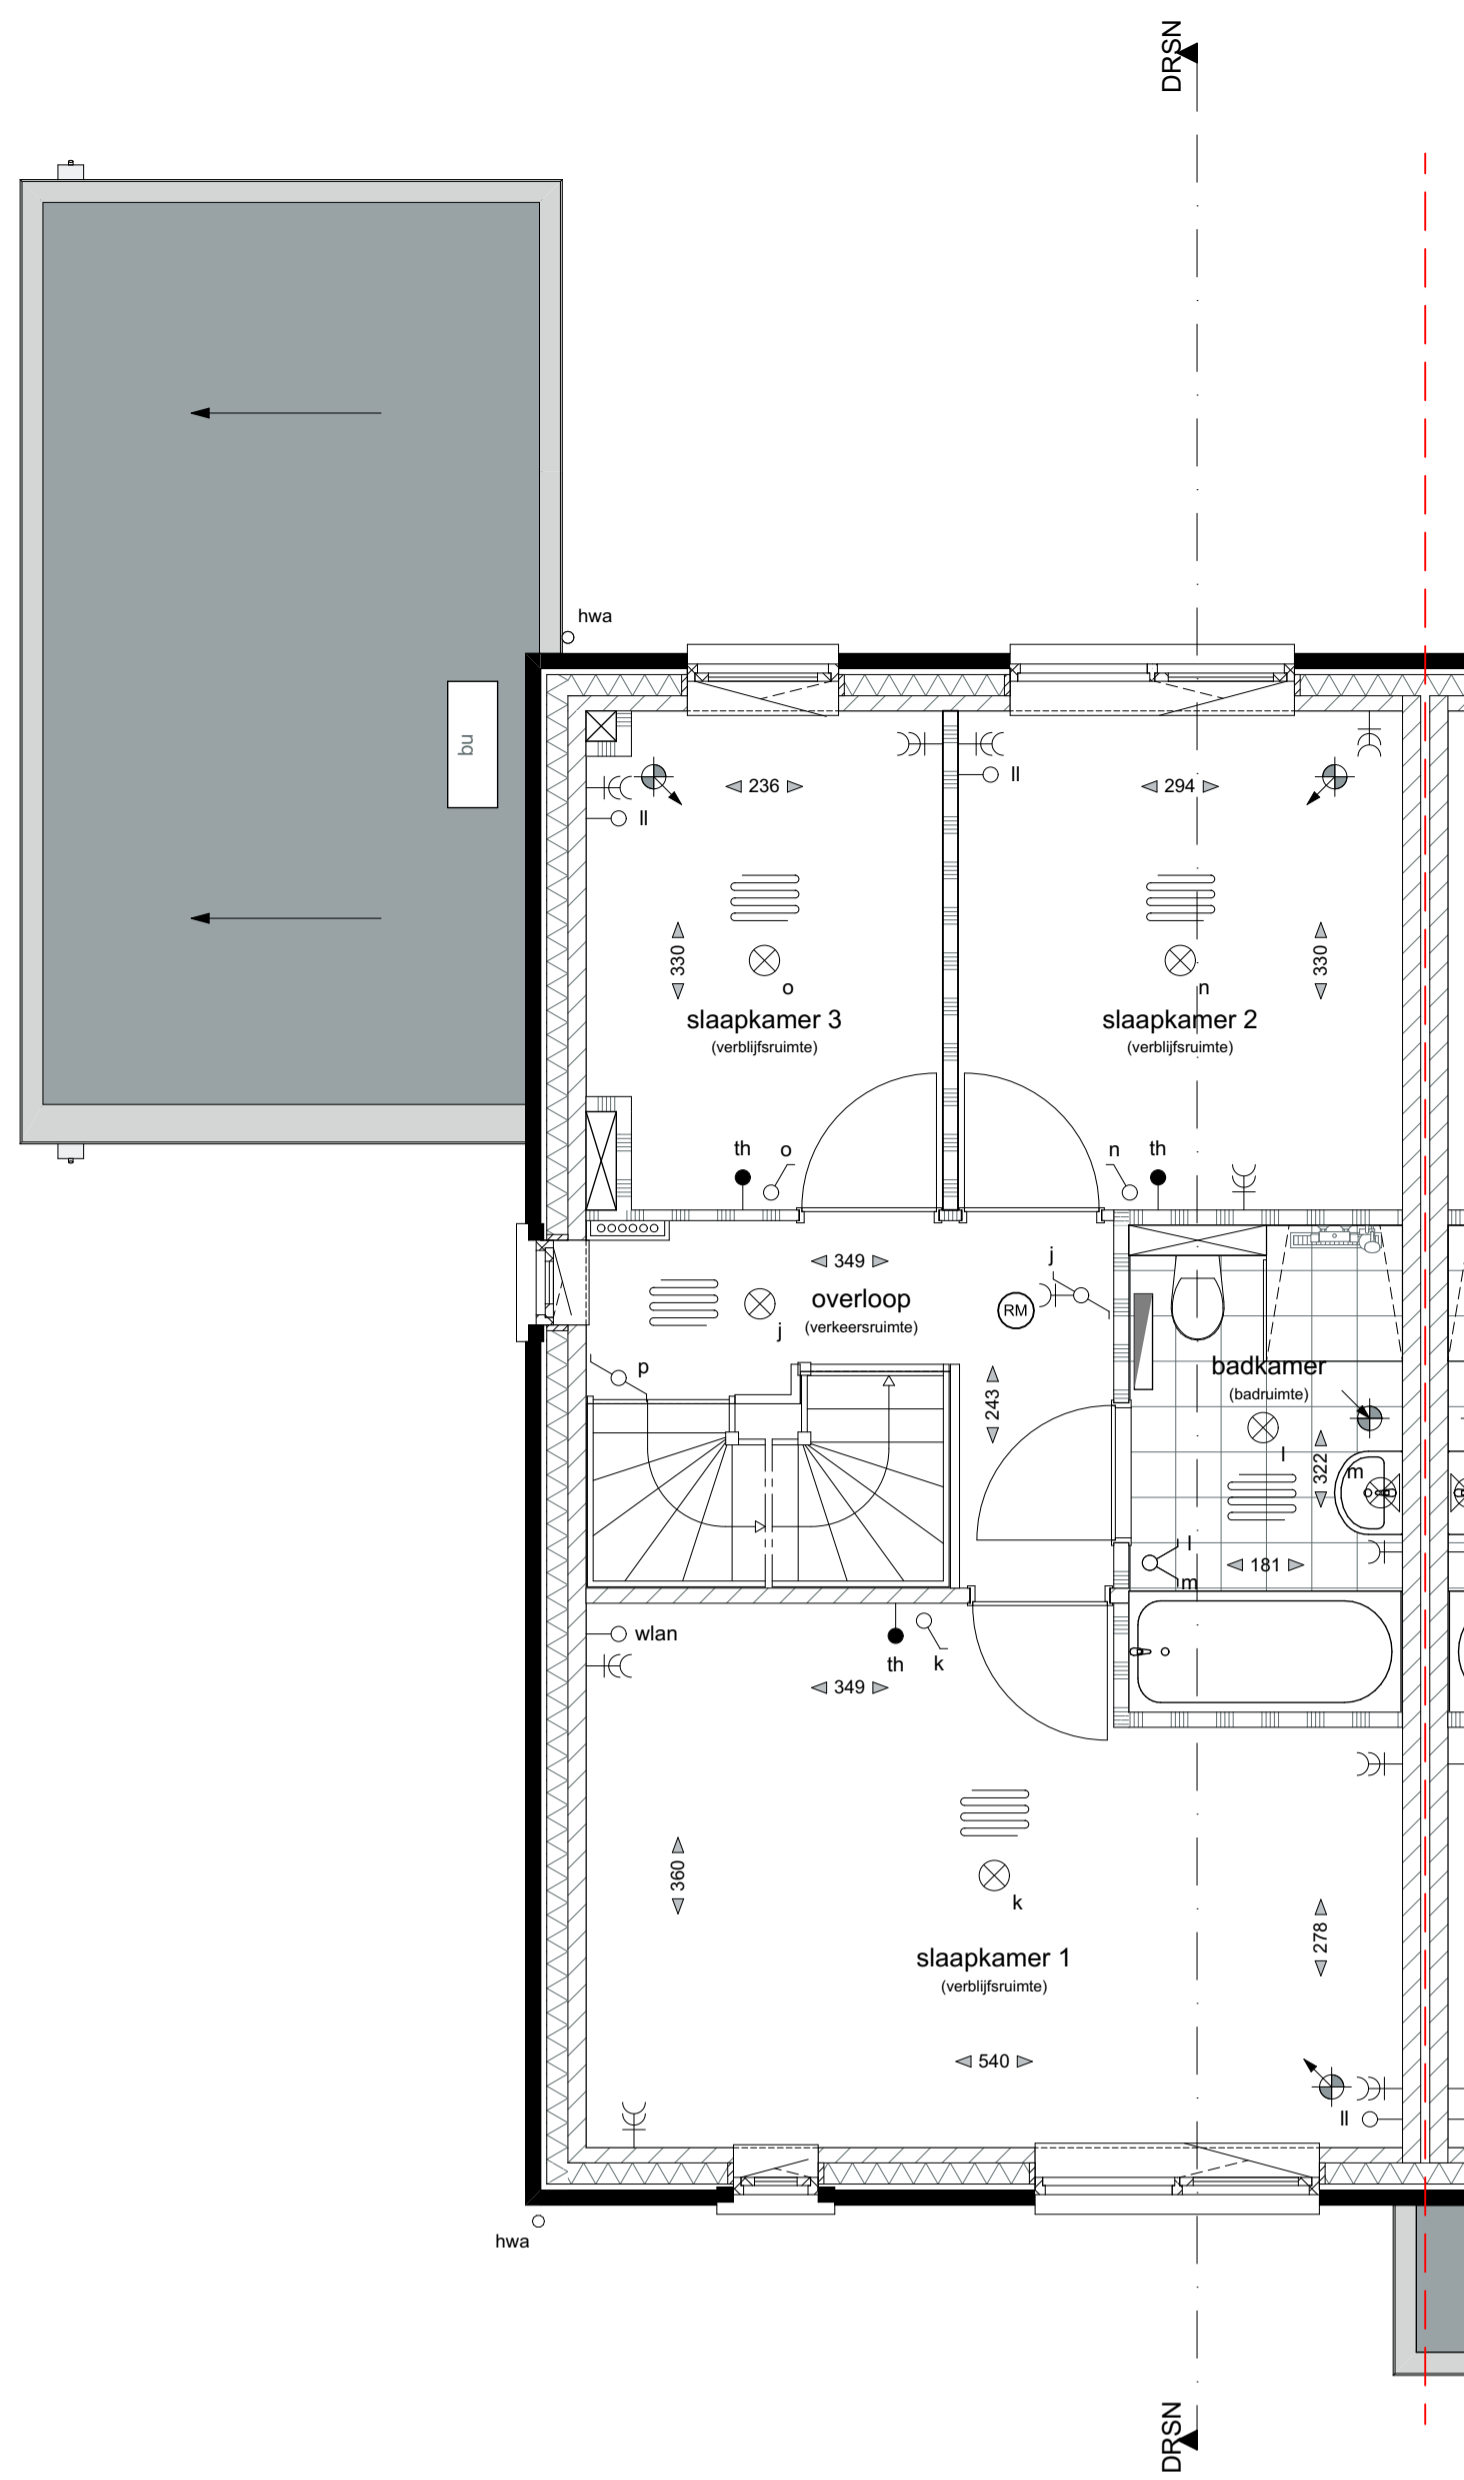 DRSN
hwa
bu
ll
236
ll
294
330
330
o
n
slaapkamer 3
slaapkamer 2
(verblijfsruimte)
(verblijfsruimte)
th
o
n
th
349
j
overloop
RM
(verkeersruimte)
j
p
badkamer
(badruimte)
243
l
322
m
l
181
m
wlan
th
k
349
360
k
278
slaapkamer 1
(verblijfsruimte)
540
ll
hwa
DRSN